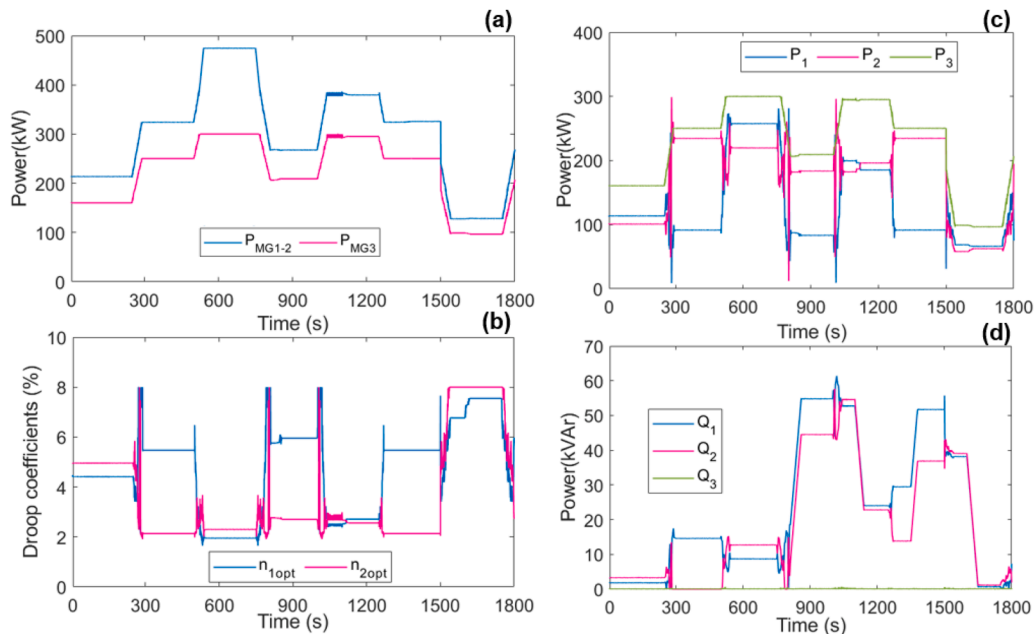 (a)
Power(kW)
500
400
300
200
100
0
P_MG1-2 P_MG3
0 300 600 900 1200 1500 1800
Time (s)
(c)
Power(kW)
400
300
200
100
0
P_1 P_2 P_3
0 300 600 900 1200 1500 1800
Time (s)
(b)
Droop coefficients (%)
10
8
6
4
2
0
n_1opt n_2opt
0 300 600 900 1200 1500 1800
Time (s)
(d)
Power(kVAr)
70
60
50
40
30
20
10
0
Q_1
Q_2
Q_3
0 300 600 900 1200 1500 1800
Time (s)